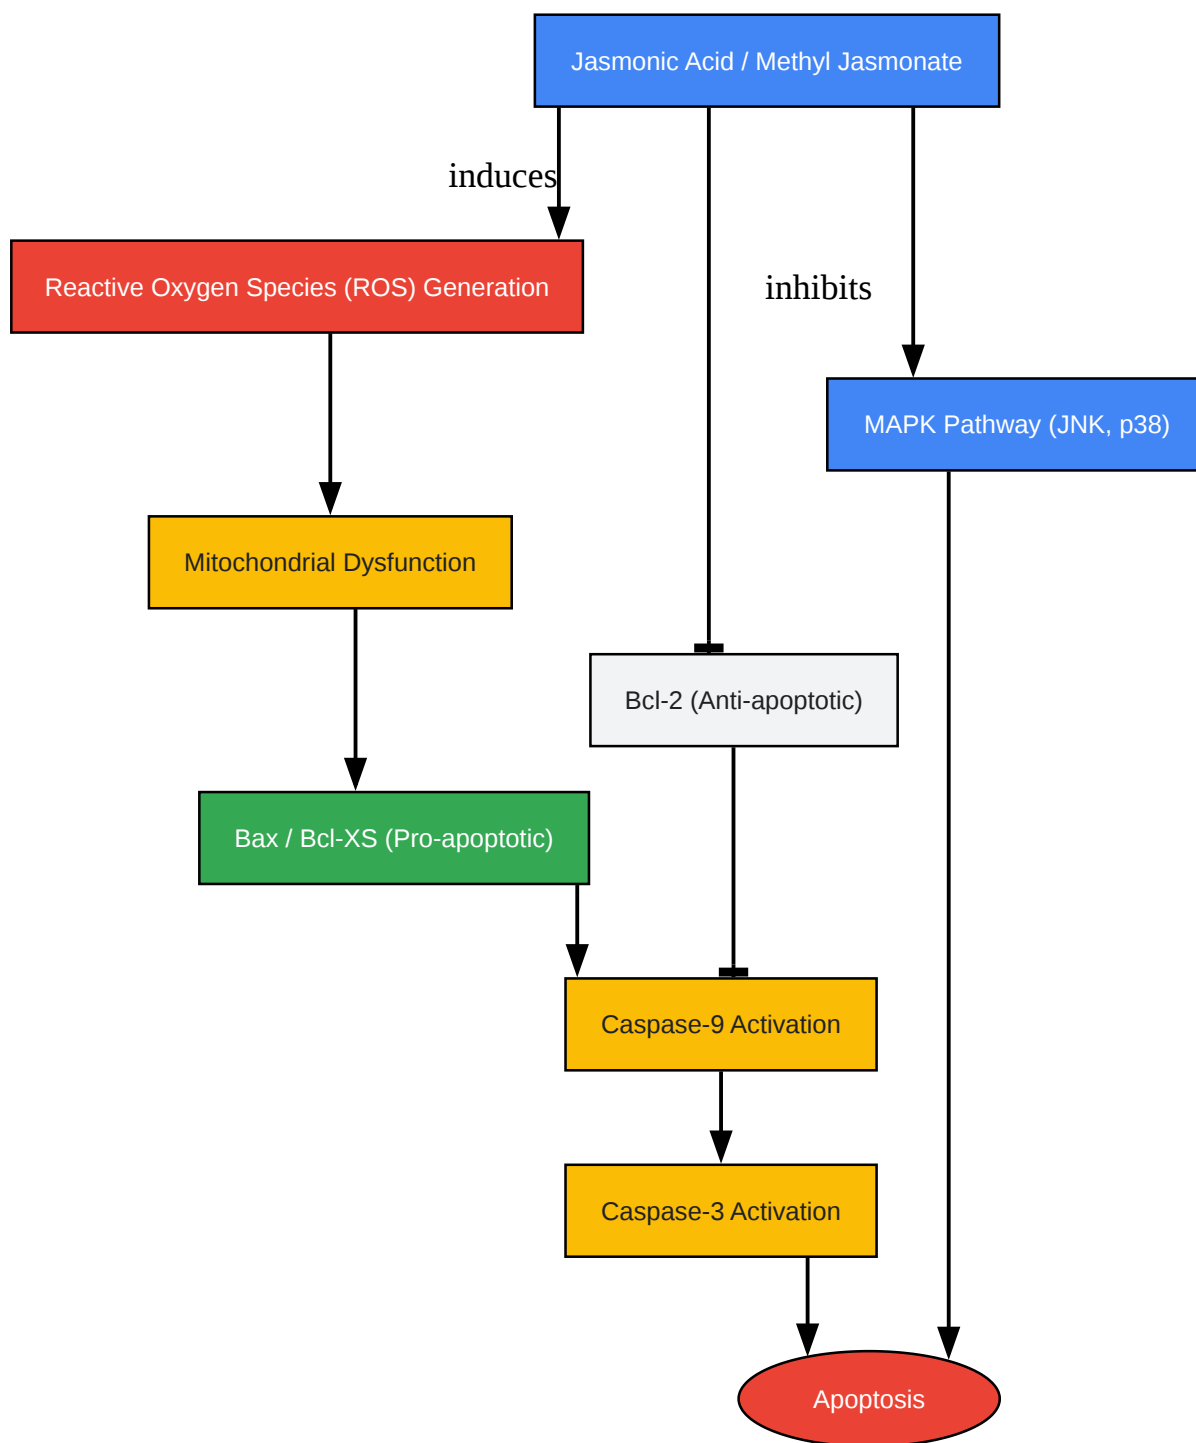 Jasmonic Acid / Methyl Jasmonate
induces
Reactive Oxygen Species (ROS) Generation
inhibits
MAPK Pathway (JNK, p38)
Mitochondrial Dysfunction
Bcl-2 (Anti-apoptotic)
Bax / Bcl-XS (Pro-apoptotic)
Caspase-9 Activation
Caspase-3 Activation
Apoptosis